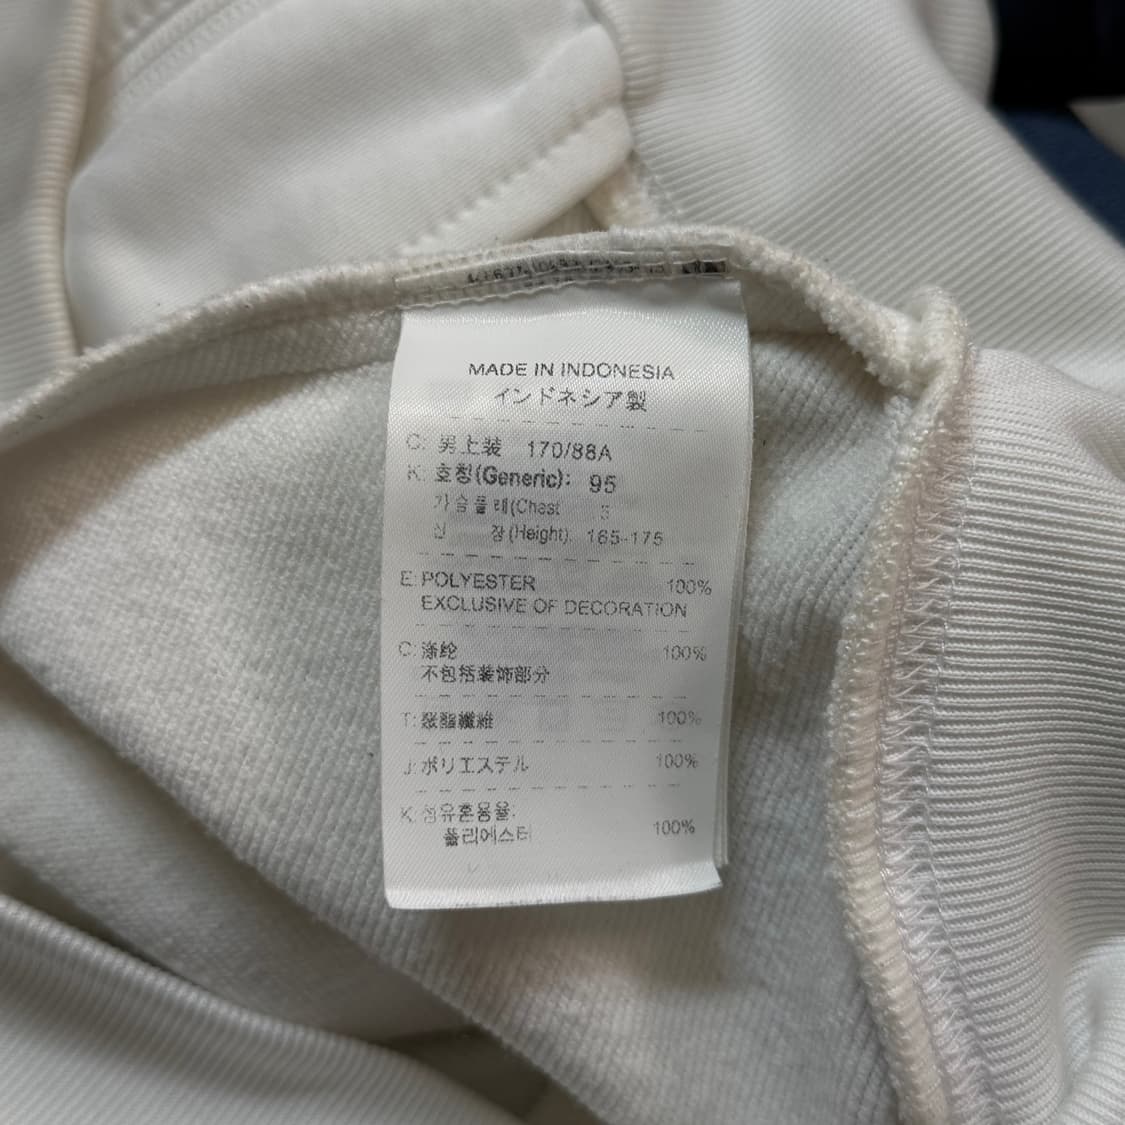 MADE IN INDONESIA
インドネシア製
C: 男上装 170/88A
K: 호칭(Generic): 95
가슴둘레(Chest
신 장(Height): 165-175
E: POLYESTER 100%
EXCLUSIVE OF DECORATION
C: 涤纶 100%
不包括装饰部分
T: 聚酯纖維 100%
J: ポリエステル 100%
K: 섬유혼용율:
폴리에스터 100%